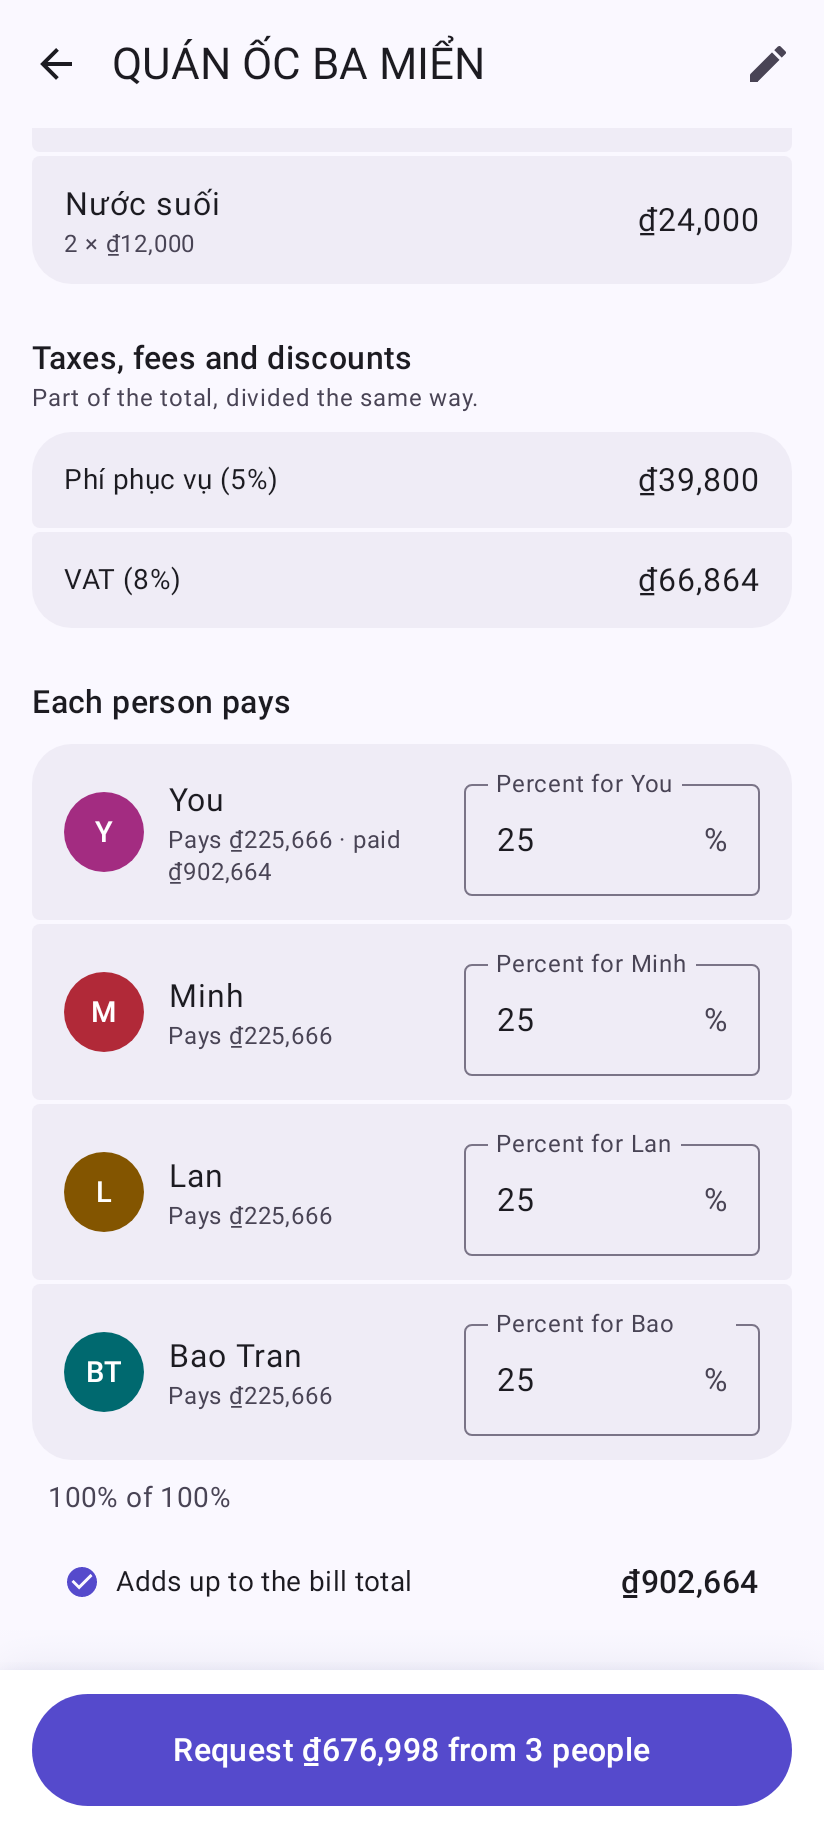 QUÁN ỐC BA MIỂN
Nước suối
2 × ₫12,000
₫24,000
Taxes, fees and discounts
Part of the total, divided the same way.
Phí phục vụ (5%)
₫39,800
VAT (8%)
₫66,864
Each person pays
Y
You
Pays ₫225,666 · paid
₫902,664
Percent for You
25
%
M
Minh
Pays ₫225,666
Percent for Minh
25
%
L
Lan
Pays ₫225,666
Percent for Lan
25
%
BT
Bao Tran
Pays ₫225,666
Percent for Bao
25
%
100% of 100%
Adds up to the bill total
₫902,664
Request ₫676,998 from 3 people